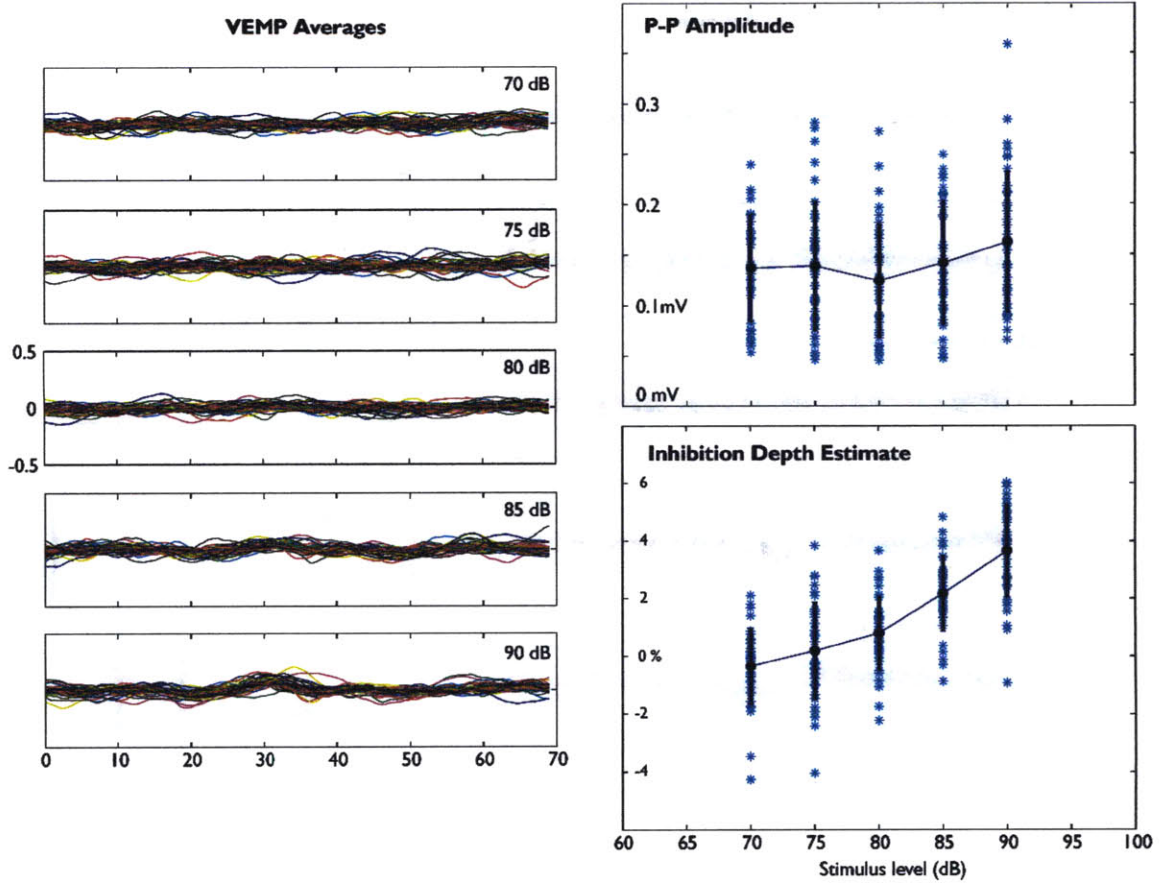 VEMP Averages
70 dB
75 dB
0.5
80 dB
0
-0.5
85 dB
90 dB
0 10 20 30 40 50 60 70
P-P Amplitude
0.3
0.2
0.1mV
0 mV
Inhibition Depth Estimate
6
4
2
0 %
-2
-4
60 65 70 75 80 85 90 95 100
Stimulus level (dB)